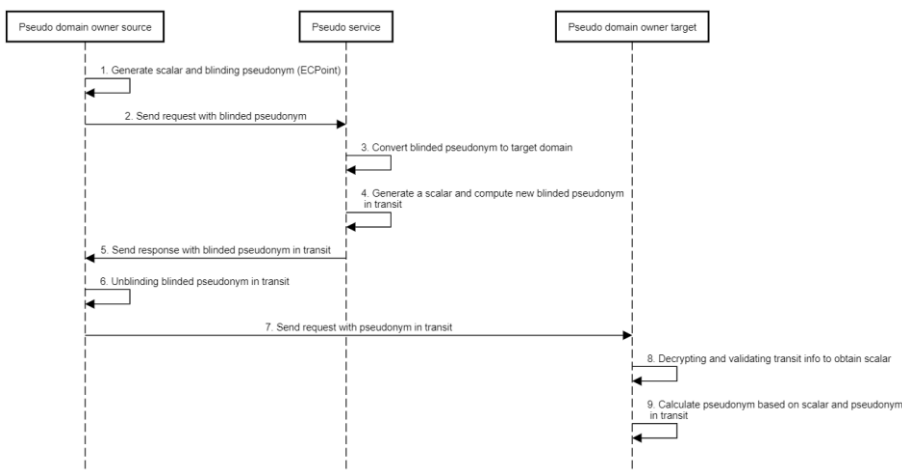 Pseudo domain owner source
Pseudo service
Pseudo domain owner target
1. Generate scalar and blinding pseudonym (ECPoint)
2. Send request with blinded pseudonym
3. Convert blinded pseudonym to target domain
4. Generate a scalar and compute new blinded pseudonym
in transit
5. Send response with blinded pseudonym in transit
6. Unblinding blinded pseudonym in transit
7. Send request with pseudonym in transit
8. Decrypting and validating transit info to obtain scalar
9. Calculate pseudonym based on scalar and pseudonym
in transit